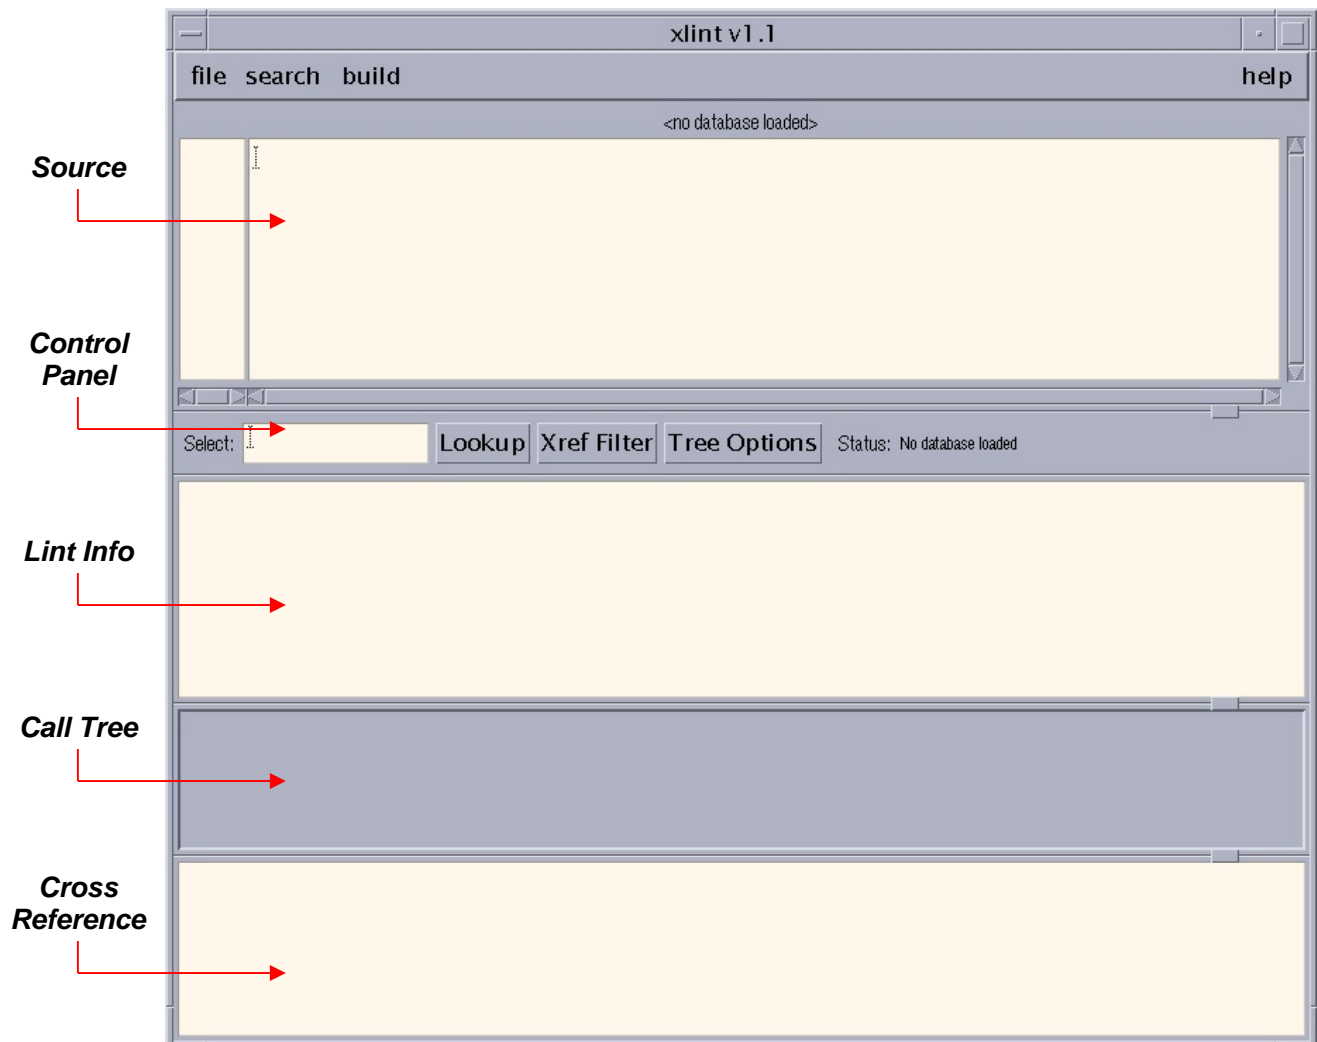 xlint v1.1
file search build help
<no database loaded>
Source
Control
Panel
Select: Lookup Xref Filter Tree Options Status: No database loaded
Lint Info
Call Tree
Cross
Reference